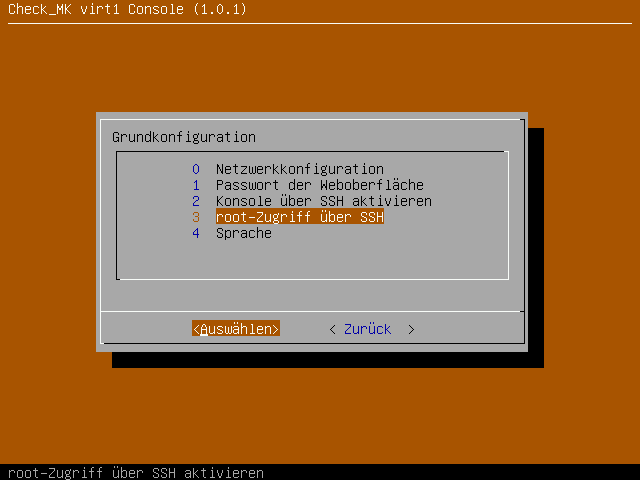 Check_MK virt1 Console (1.0.1)
Grundkonfiguration
0 Netzwerkkonfiguration
1 Passwort der Weboberfläche
2 Konsole über SSH aktivieren
3 root-Zugriff über SSH
4 Sprache
<Auswählen> < Zurück >
root-Zugriff über SSH aktivieren